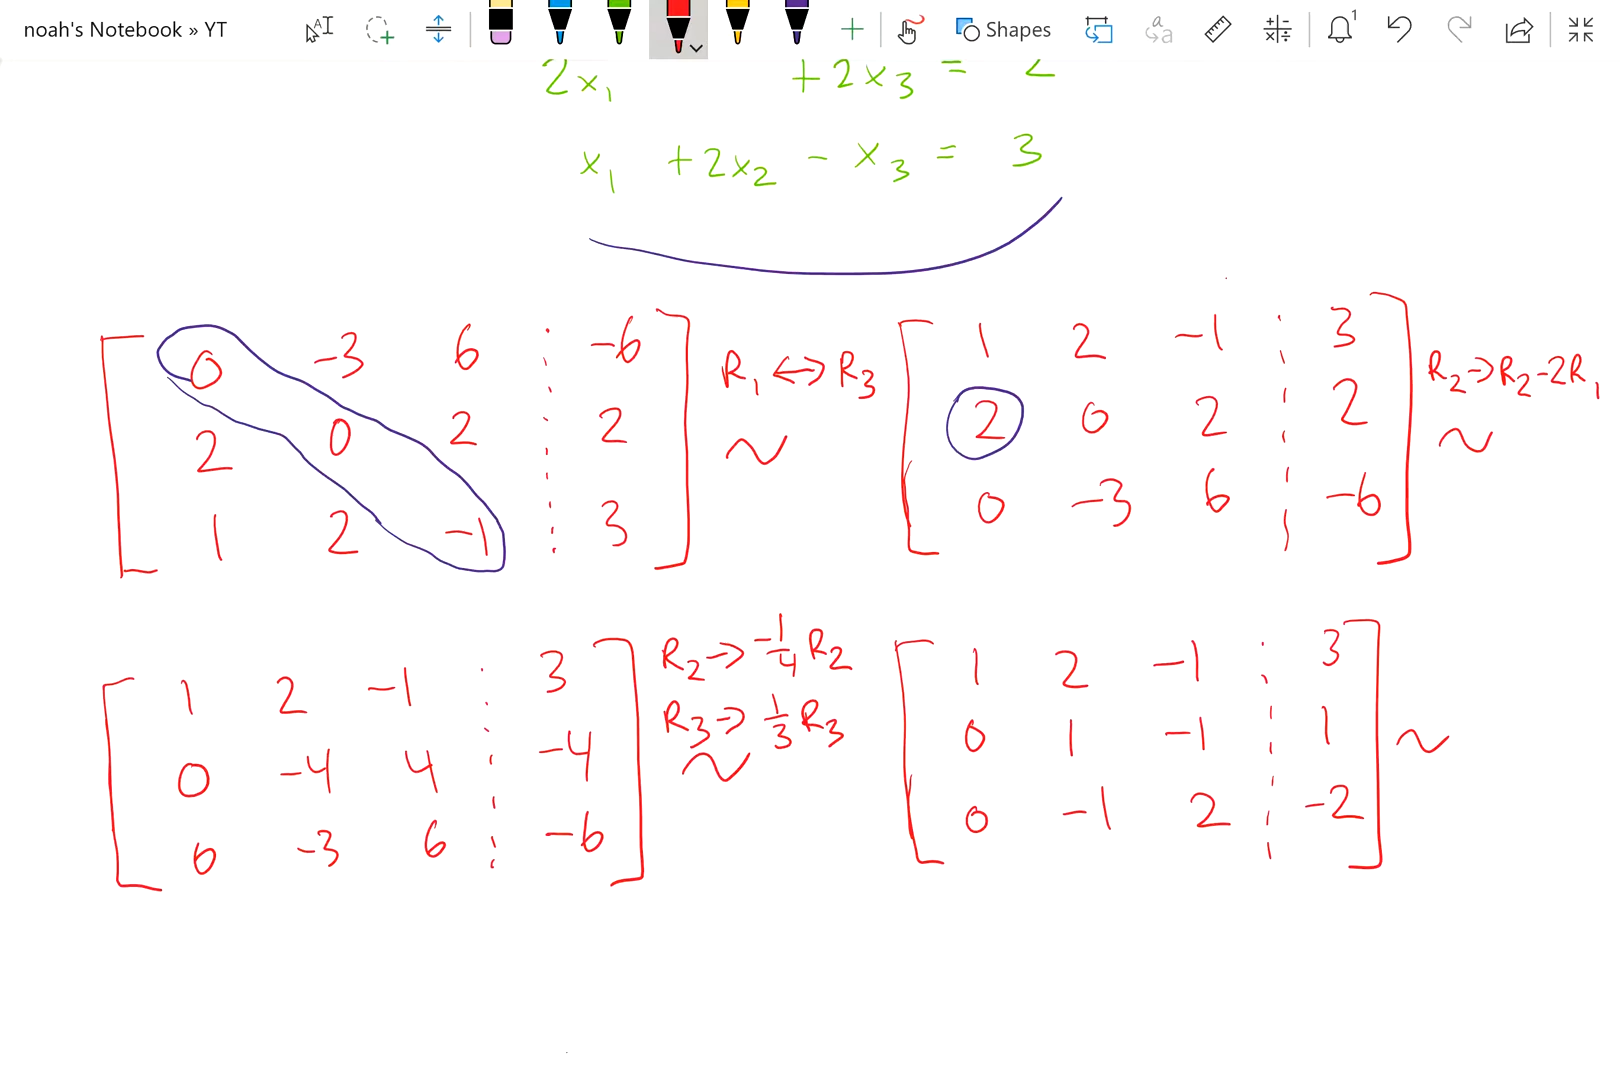 noah's Notebook » YT
Shapes
1
2x₁ + 2x₃ = 2
x₁ + 2x₂ - x₃ = 3
0 -3 6 ⋮ -6
2 0 2 ⋮ 2
1 2 -1 ⋮ 3
R₁ ↔ R₃
~
1 2 -1 ⋮ 3
2 0 2 ⋮ 2
0 -3 6 ⋮ -6
R₂ → R₂ - 2R₁
~
1 2 -1 ⋮ 3
0 -4 4 ⋮ -4
0 -3 6 ⋮ -6
R₂ → -1/4 R₂
R₃ → 1/3 R₃
~
1 2 -1 ⋮ 3
0 1 -1 ⋮ 1
0 -1 2 ⋮ -2
~